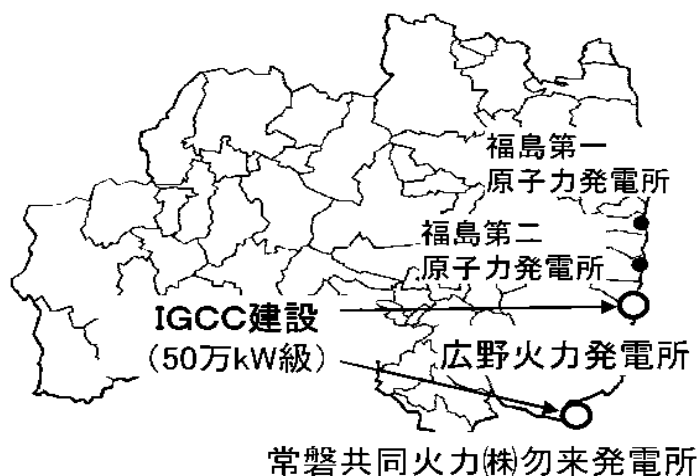 福島第一
原子力発電所
福島第二
原子力発電所
IGCC建設
（50万kW級）
広野火力発電所
常磐共同火力㈱勿来発電所